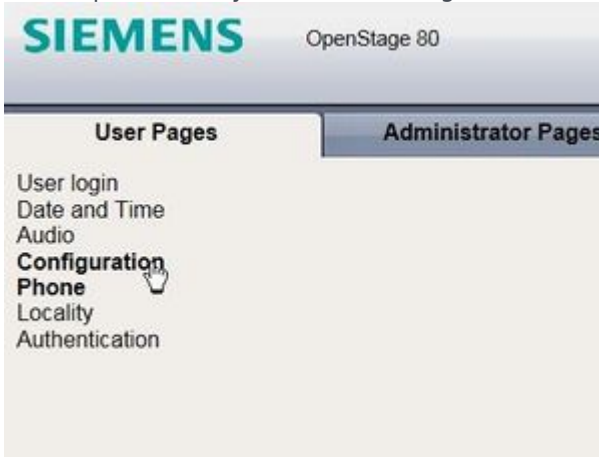 SIEMENS OpenStage 80
User Pages Administrator Pages
User login
Date and Time
Audio
Configuration
Phone
Locality
Authentication